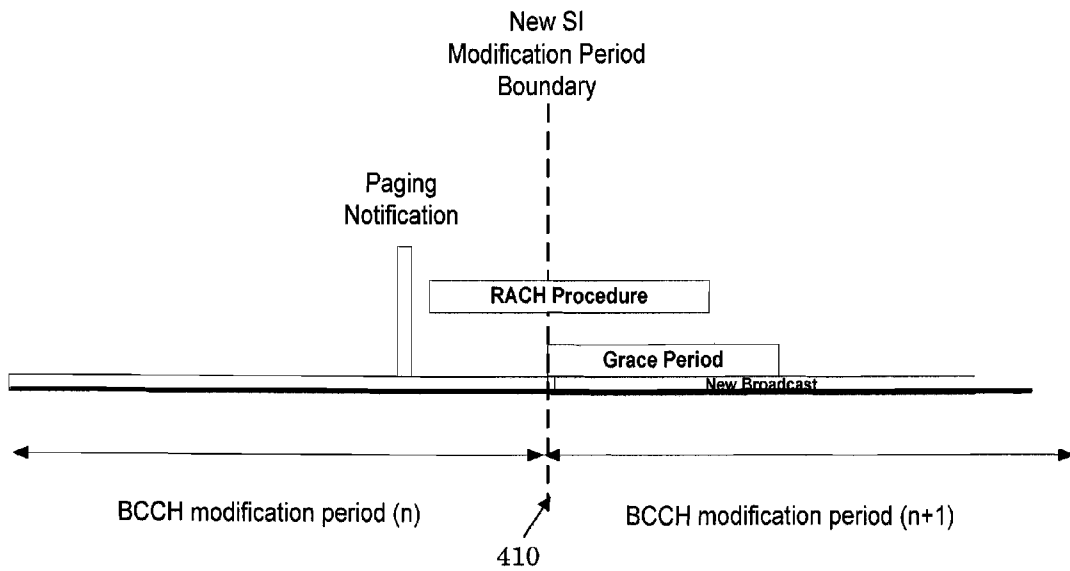 New SI
Modification Period
Boundary
Paging
Notification
RACH Procedure
Grace Period
New Broadcast
BCCH modification period (n)
BCCH modification period (n+1)
410